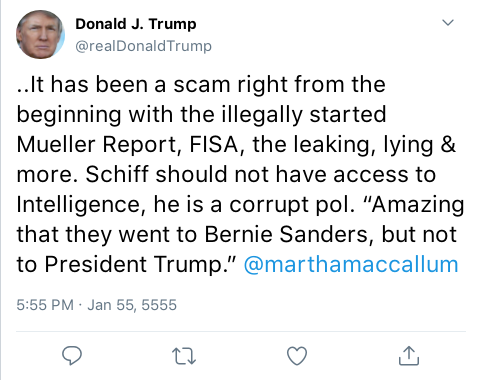 Donald J. Trump
@realDonaldTrump
..It has been a scam right from the
beginning with the illegally started
Mueller Report, FISA, the leaking, lying &
more. Schiff should not have access to
Intelligence, he is a corrupt pol. “Amazing
that they went to Bernie Sanders, but not
to President Trump.” @marthamaccallum
5:55 PM · Jan 55, 5555